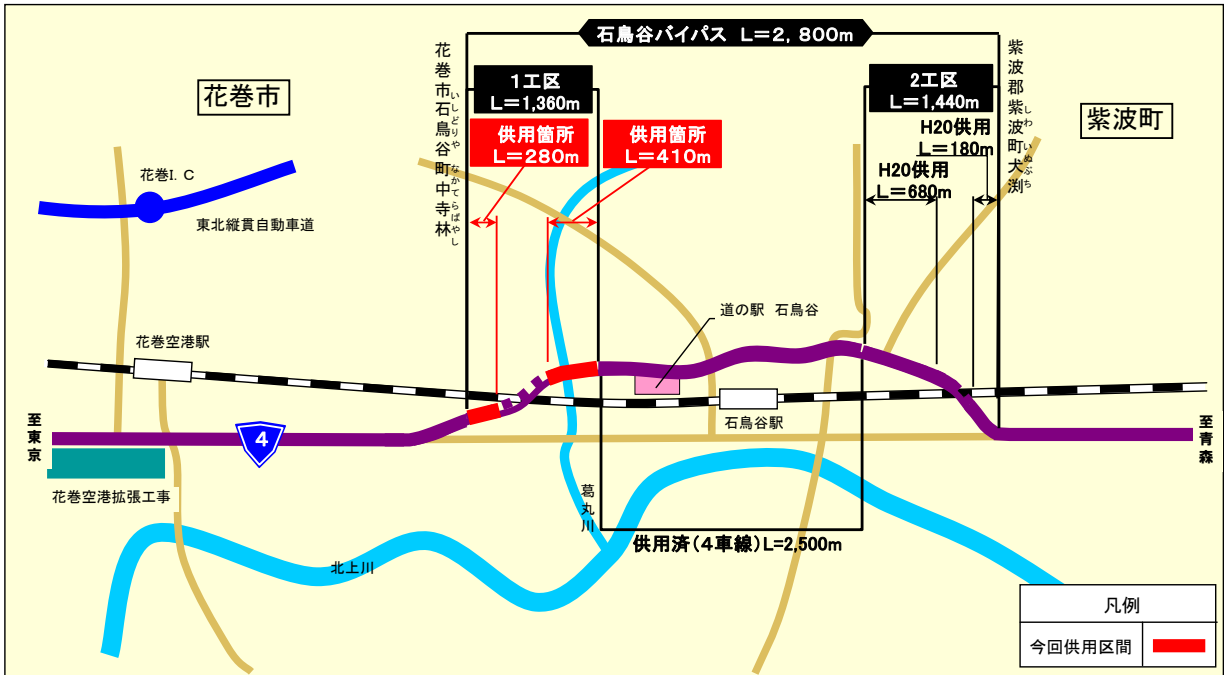 石鳥谷バイパス L=2,800m
花巻市
花巻市石鳥谷町中寺林
いしどりや なかてらばやし
1工区
L=1,360m
供用箇所
L=280m
供用箇所
L=410m
2工区
L=1,440m
H20供用
L=180m
H20供用
L=680m
紫波郡紫波町犬渕
しわ いぬぶち
紫波町
花巻I.C
東北縦貫自動車道
道の駅 石鳥谷
花巻空港駅
石鳥谷駅
至東京
4
至青森
花巻空港拡張工事
葛丸川
供用済(4車線)L=2,500m
北上川
凡例
今回供用区間